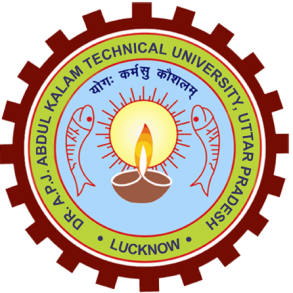 DR. A.P.J. ABDUL KALAM TECHNICAL UNIVERSITY, UTTAR PRADESH
योगः कर्मसु कौशलम्
• LUCKNOW •